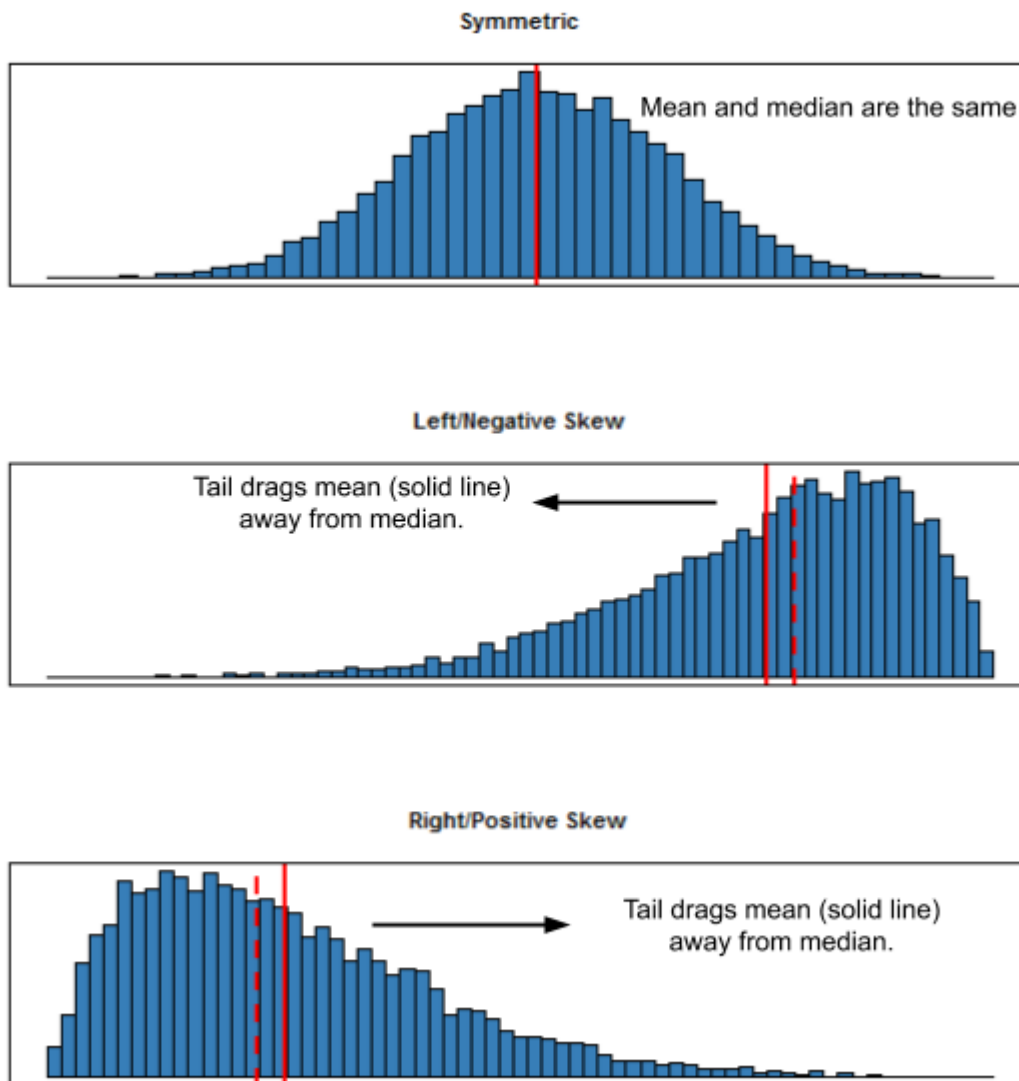 Symmetric
Mean and median are the same
Left/Negative Skew
Tail drags mean (solid line)
away from median.
Right/Positive Skew
Tail drags mean (solid line)
away from median.